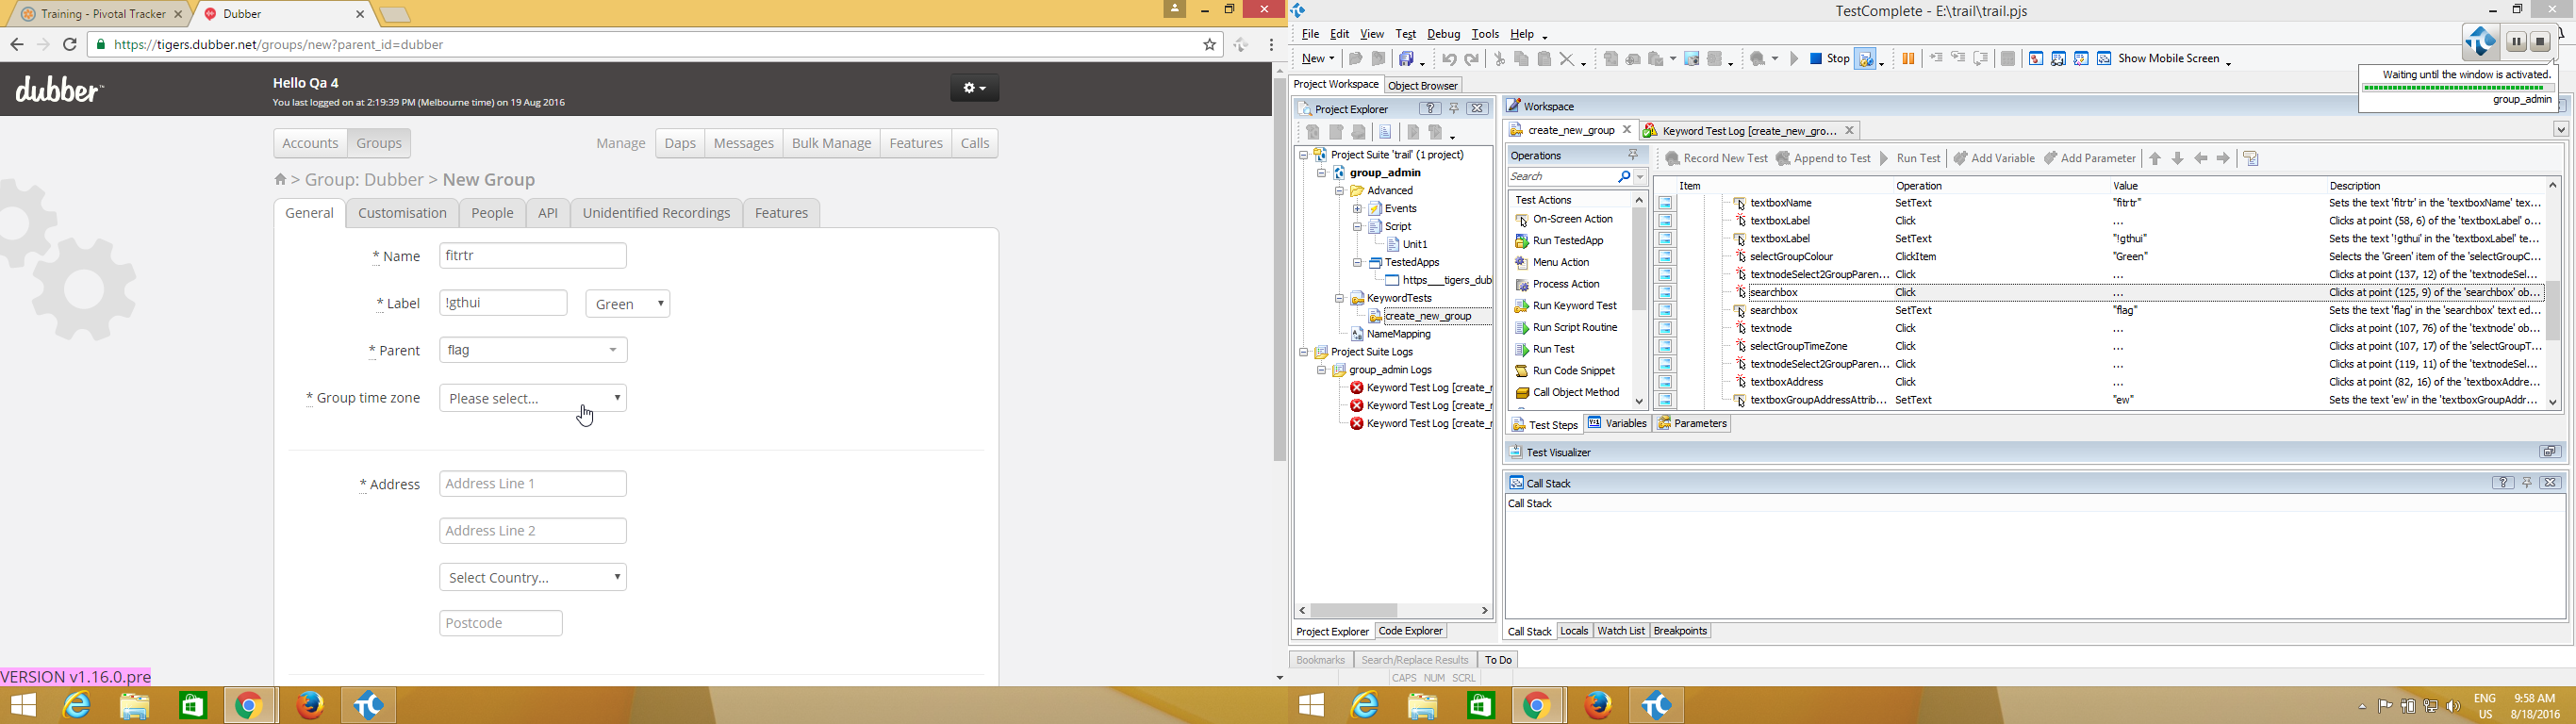 Training - Pivotal Tracker
Dubber
https://tigers.dubber.net/groups/new?parent_id=dubber
dubber
Hello Qa 4
You last logged on at 2:19:39 PM (Melbourne time) on 19 Aug 2016
Accounts Groups Manage Daps Messages Bulk Manage Features Calls
> Group: Dubber > New Group
General Customisation People API Unidentified Recordings Features
* Name fitrtr
* Label !gthui Green
* Parent flag
* Group time zone Please select...
* Address Address Line 1
Address Line 2
Select Country...
Postcode
VERSION v1.16.0.pre
TestComplete - E:\trail\trail.pjs
File Edit View Test Debug Tools Help
New Stop Show Mobile Screen
Waiting until the window is activated.
group_admin
Project Workspace Object Browser
Project Explorer
Project Suite 'trail' (1 project)
group_admin
Advanced
Events
Script
Unit1
TestedApps
https___tigers_dub
KeywordTests
create_new_group
NameMapping
Project Suite Logs
group_admin Logs
Keyword Test Log [create_r
Keyword Test Log [create_r
Keyword Test Log [create_r
Project Explorer Code Explorer
Workspace
create_new_group Keyword Test Log [create_new_gro...
Operations
Search
Test Actions
On-Screen Action
Run TestedApp
Menu Action
Process Action
Run Keyword Test
Run Script Routine
Run Test
Run Code Snippet
Call Object Method
Record New Test Append to Test Run Test Add Variable Add Parameter
Item Operation Value Description
textboxName SetText "fitrtr" Sets the text 'fitrtr' in the 'textboxName' tex...
textboxLabel Click ... Clicks at point (58, 6) of the 'textboxLabel' o...
textboxLabel SetText "!gthui" Sets the text '!gthui' in the 'textboxLabel' te...
selectGroupColour ClickItem "Green" Selects the 'Green' item of the 'selectGroupC...
textnodeSelect2GroupParen... Click ... Clicks at point (137, 12) of the 'textnodeSel...
searchbox Click ... Clicks at point (125, 9) of the 'searchbox' ob...
searchbox SetText "flag" Sets the text 'flag' in the 'searchbox' text ed...
textnode Click ... Clicks at point (107, 76) of the 'textnode' ob...
selectGroupTimeZone Click ... Clicks at point (107, 17) of the 'selectGroupT...
textnodeSelect2GroupParen... Click ... Clicks at point (119, 11) of the 'textnodeSel...
textboxAddress Click ... Clicks at point (82, 16) of the 'textboxAddre...
textboxGroupAddressAttrib... SetText "ew" Sets the text 'ew' in the 'textboxGroupAddr...
Test Steps Variables Parameters
Test Visualizer
Call Stack
Call Stack
Call Stack Locals Watch List Breakpoints
Bookmarks Search/Replace Results To Do
CAPS NUM SCRL
ENG
US
9:58 AM
8/18/2016